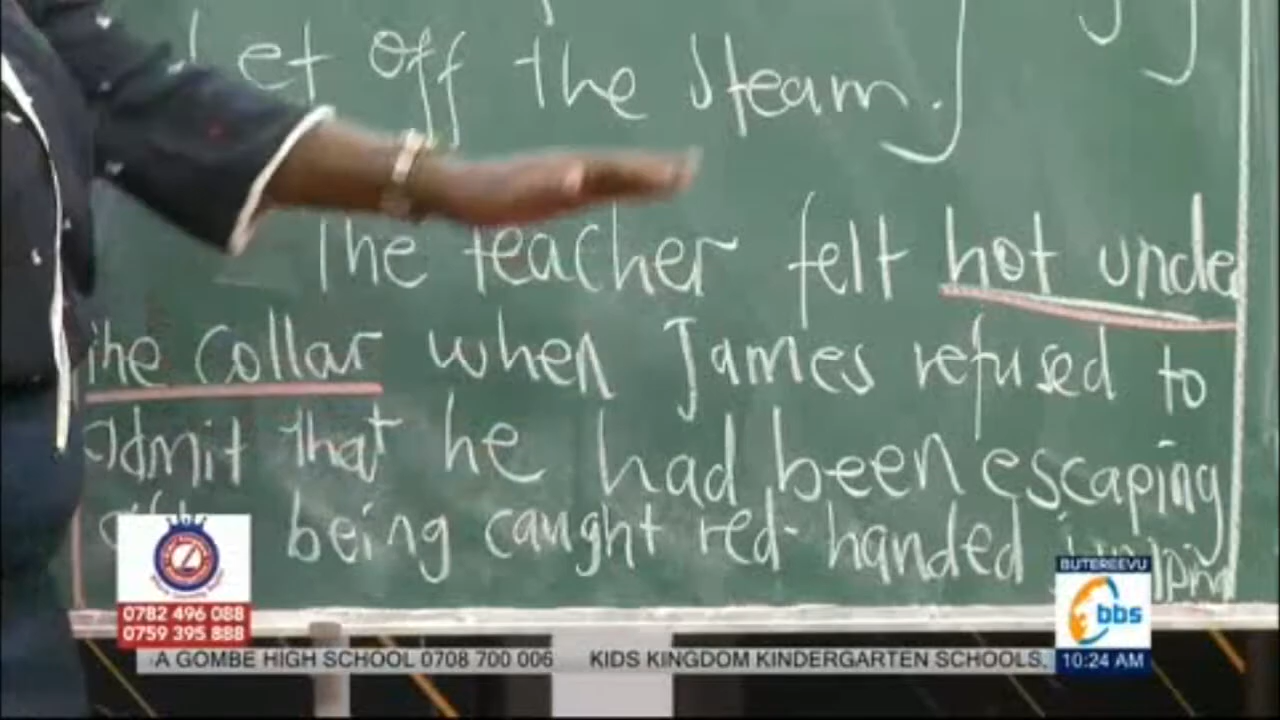 Let off the steam.
The teacher felt hot under
the collar when James refused to
admit that he had been escaping
being caught red-handed
0782 496 088
0759 395 888
A GOMBE HIGH SCHOOL 0708 700 006 KIDS KINGDOM KINDERGARTEN SCHOOLS.
BUTEREEVU
bbs
10:24 AM